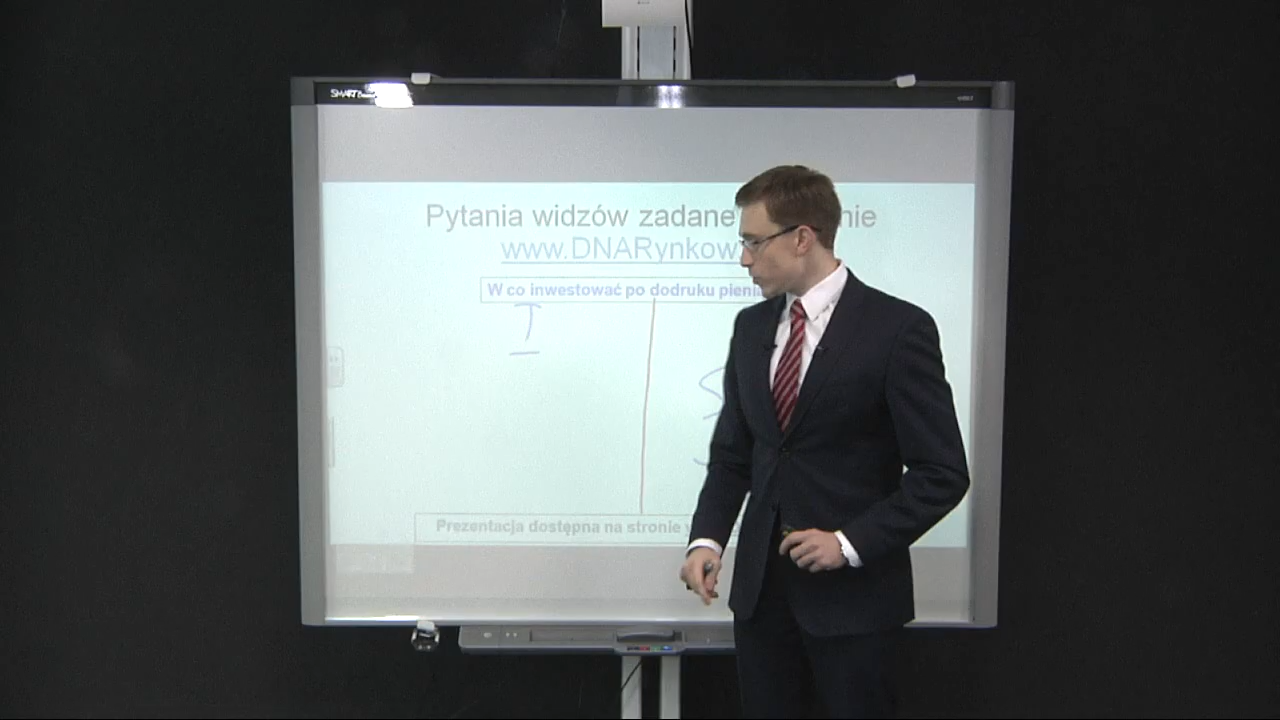 SMART
Pytania widzów zadane
www.DNARynkow
W co inwestować po dodruku
I
Prezentacja dostępna na stronie